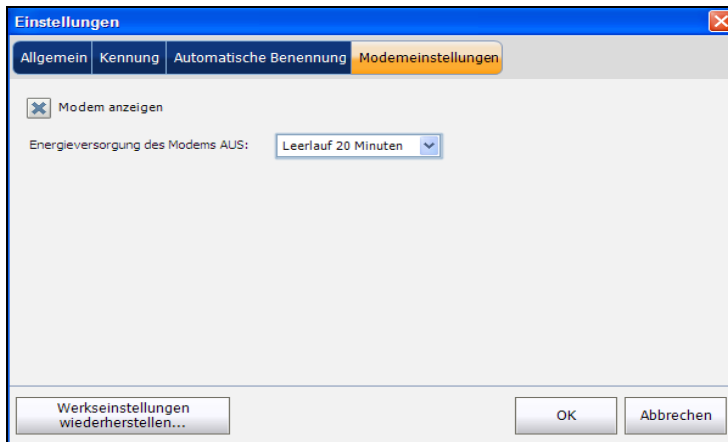 Einstellungen
Allgemein Kennung Automatische Benennung Modemeinstellungen
Modem anzeigen
Energieversorgung des Modems AUS: Leerlauf 20 Minuten
Werkseinstellungen
wiederherstellen...
OK Abbrechen